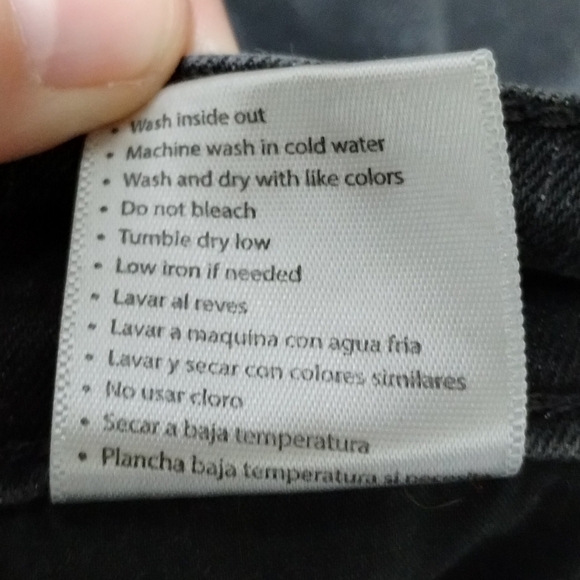 • Wash inside out
• Machine wash in cold water
• Wash and dry with like colors
• Do not bleach
• Tumble dry low
• Low iron if needed
• Lavar al reves
• Lavar a maquina con agua fria
• Lavar y secar con colores similares
• No usar cloro
• Secar a baja temperatura
• Plancha baja temperatura si